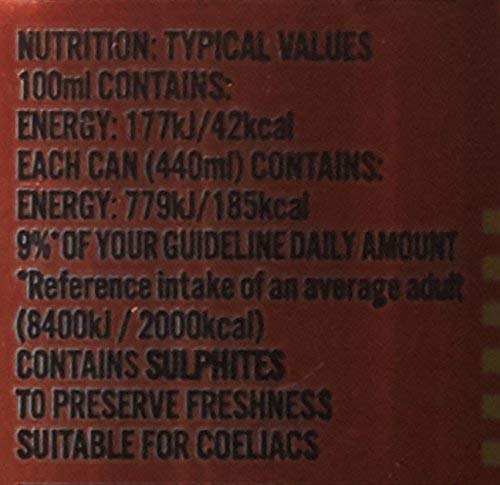 NUTRITION: TYPICAL VALUES
100ml CONTAINS:
ENERGY: 177kJ/42kcal
EACH CAN (440ml) CONTAINS:
ENERGY: 779kJ/185kcal
9%* OF YOUR GUIDELINE DAILY AMOUNT
*Reference intake of an average adult
(8400kJ / 2000kcal)
CONTAINS SULPHITES
TO PRESERVE FRESHNESS
SUITABLE FOR COELIACS